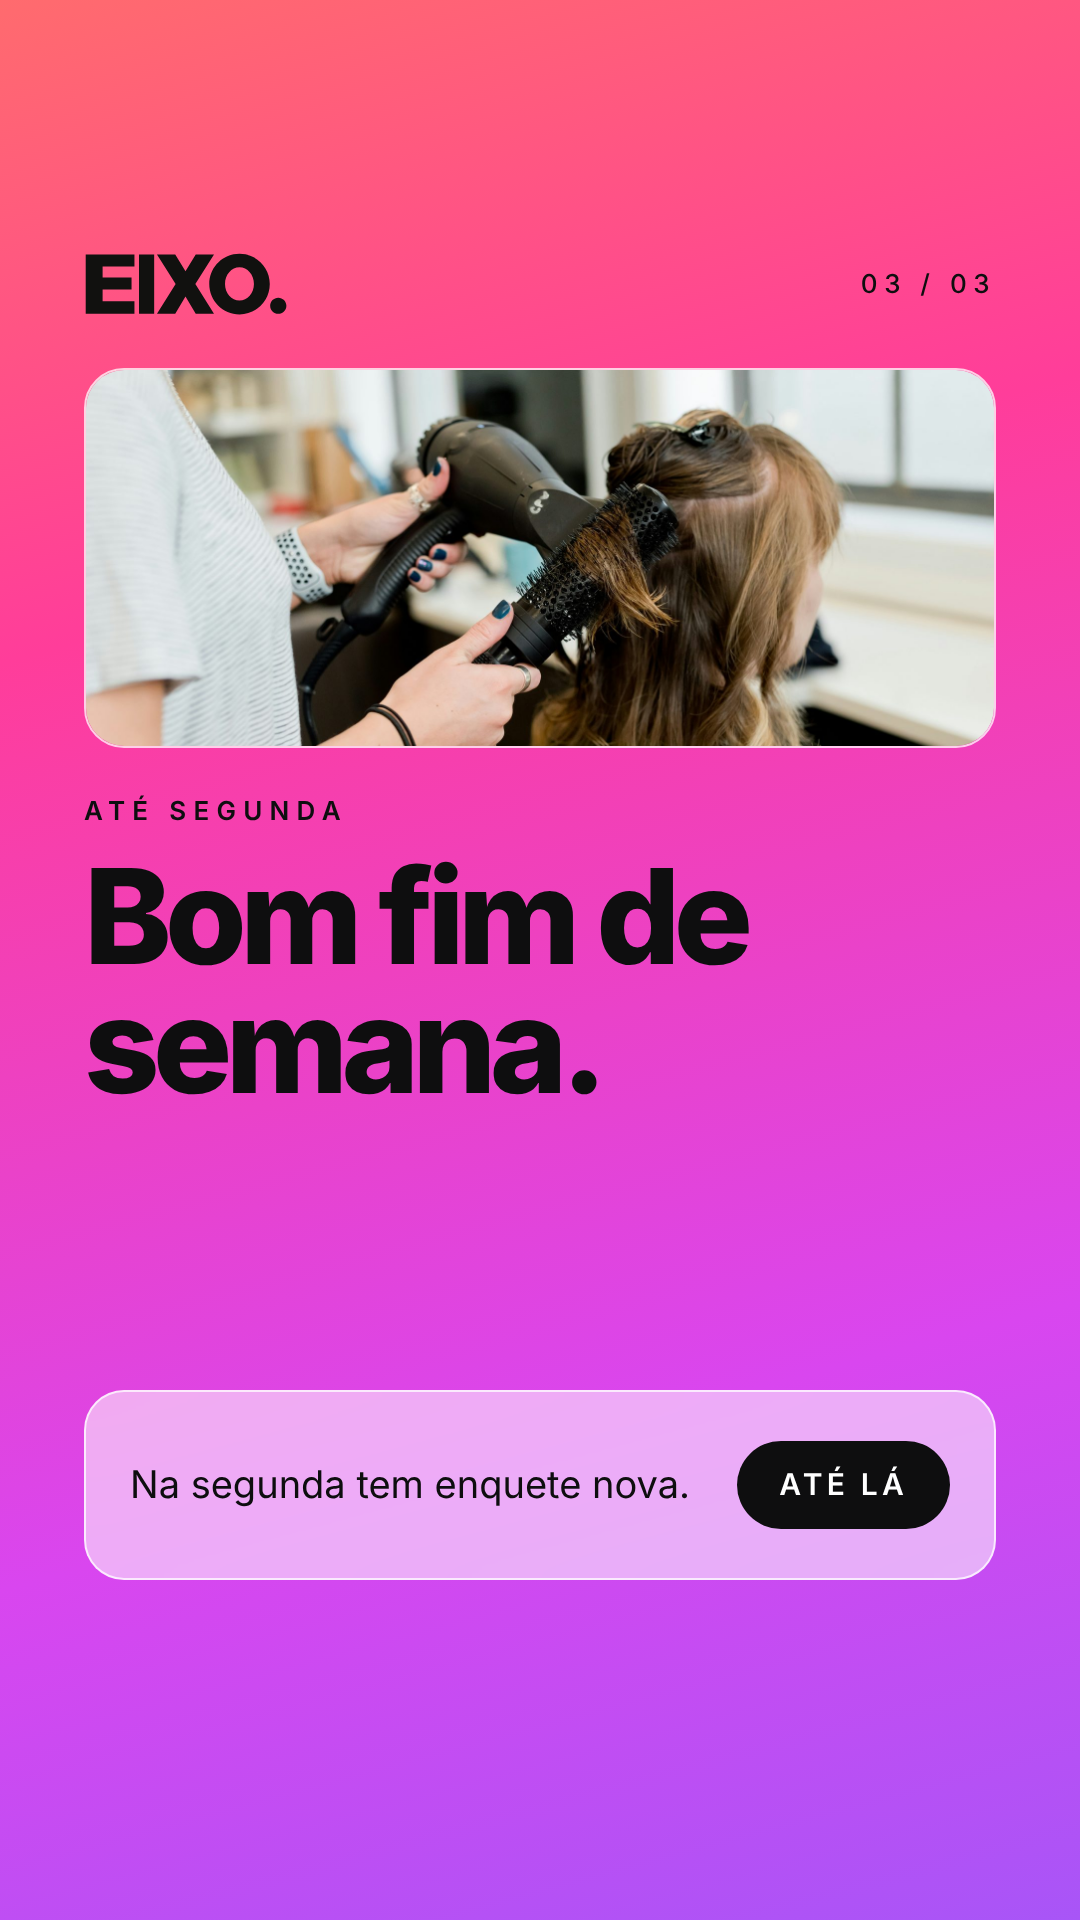 EIXO.
03 / 03
ATÉ SEGUNDA
Bom fim de
semana.
Na segunda tem enquete nova.
ATÉ LÁ